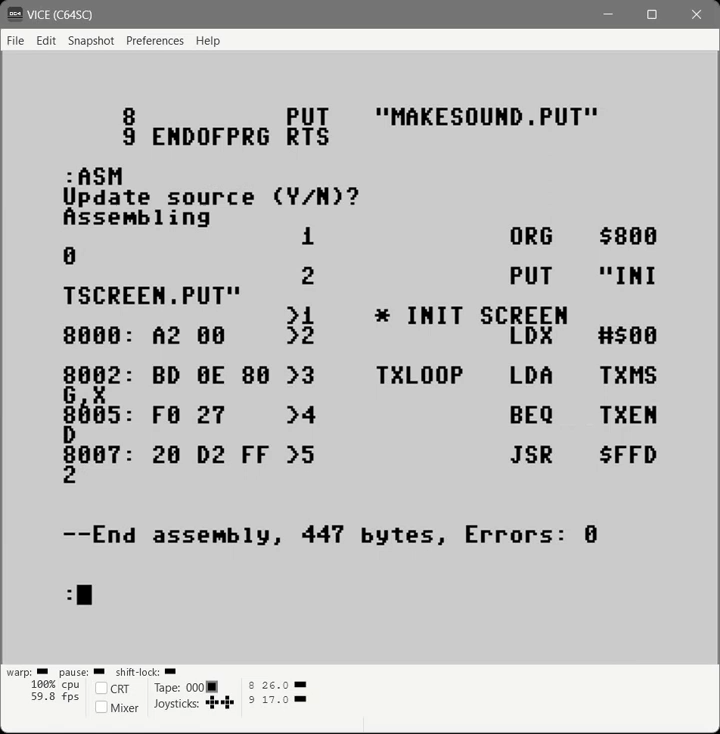 VICE (C64SC)
File Edit Snapshot Preferences Help
8 PUT "MAKESOUND.PUT"
9 ENDOFPRG RTS
:ASM
Update source (Y/N)?
Assembling
1 ORG $800
0
2 PUT "INI
TSCREEN.PUT"
>1 * INIT SCREEN
8000: A2 00 >2 LDX #$00
8002: BD 0E 80 >3 TXLOOP LDA TXMS
G,X
8005: F0 27 >4 BEQ TXEN
D
8007: 20 D2 FF >5 JSR $FFD
2
--End assembly, 447 bytes, Errors: 0
:
warp: pause: shift-lock:
100% cpu
59.8 fps
CRT
Mixer
Tape: 000
Joysticks:
8 26.0
9 17.0